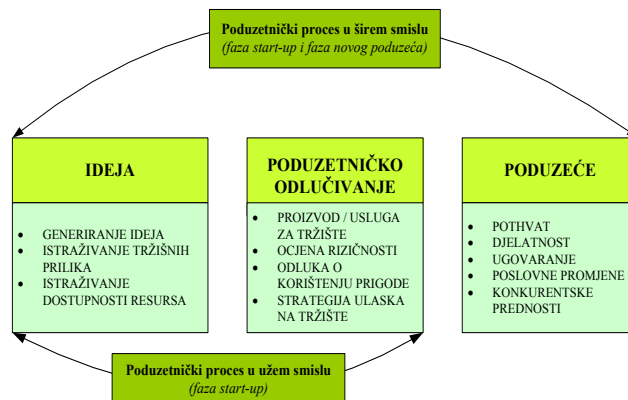 Poduzetnički proces u širem smislu
(faza start-up i faza novog poduzeća)
IDEJA
• GENERIRANJE IDEJA
• ISTRAŽIVANJE TRŽIŠNIH
PRILIKA
• ISTRAŽIVANJE
DOSTUPNOSTI RESURSA
PODUZETNIČKO
ODLUČIVANJE
• PROIZVOD / USLUGA
ZA TRŽIŠTE
• OCJENA RIZIČNOSTI
• ODLUKA O
KORIŠTENJU PRIGODE
• STRATEGIJA ULASKA
NA TRŽIŠTE
PODUZEĆE
• POTHVAT
• DJELATNOST
• UGOVARANJE
• POSLOVNE PROMJENE
• KONKURENTSKE
PREDNOSTI
Poduzetnički proces u užem smislu
(faza start-up)